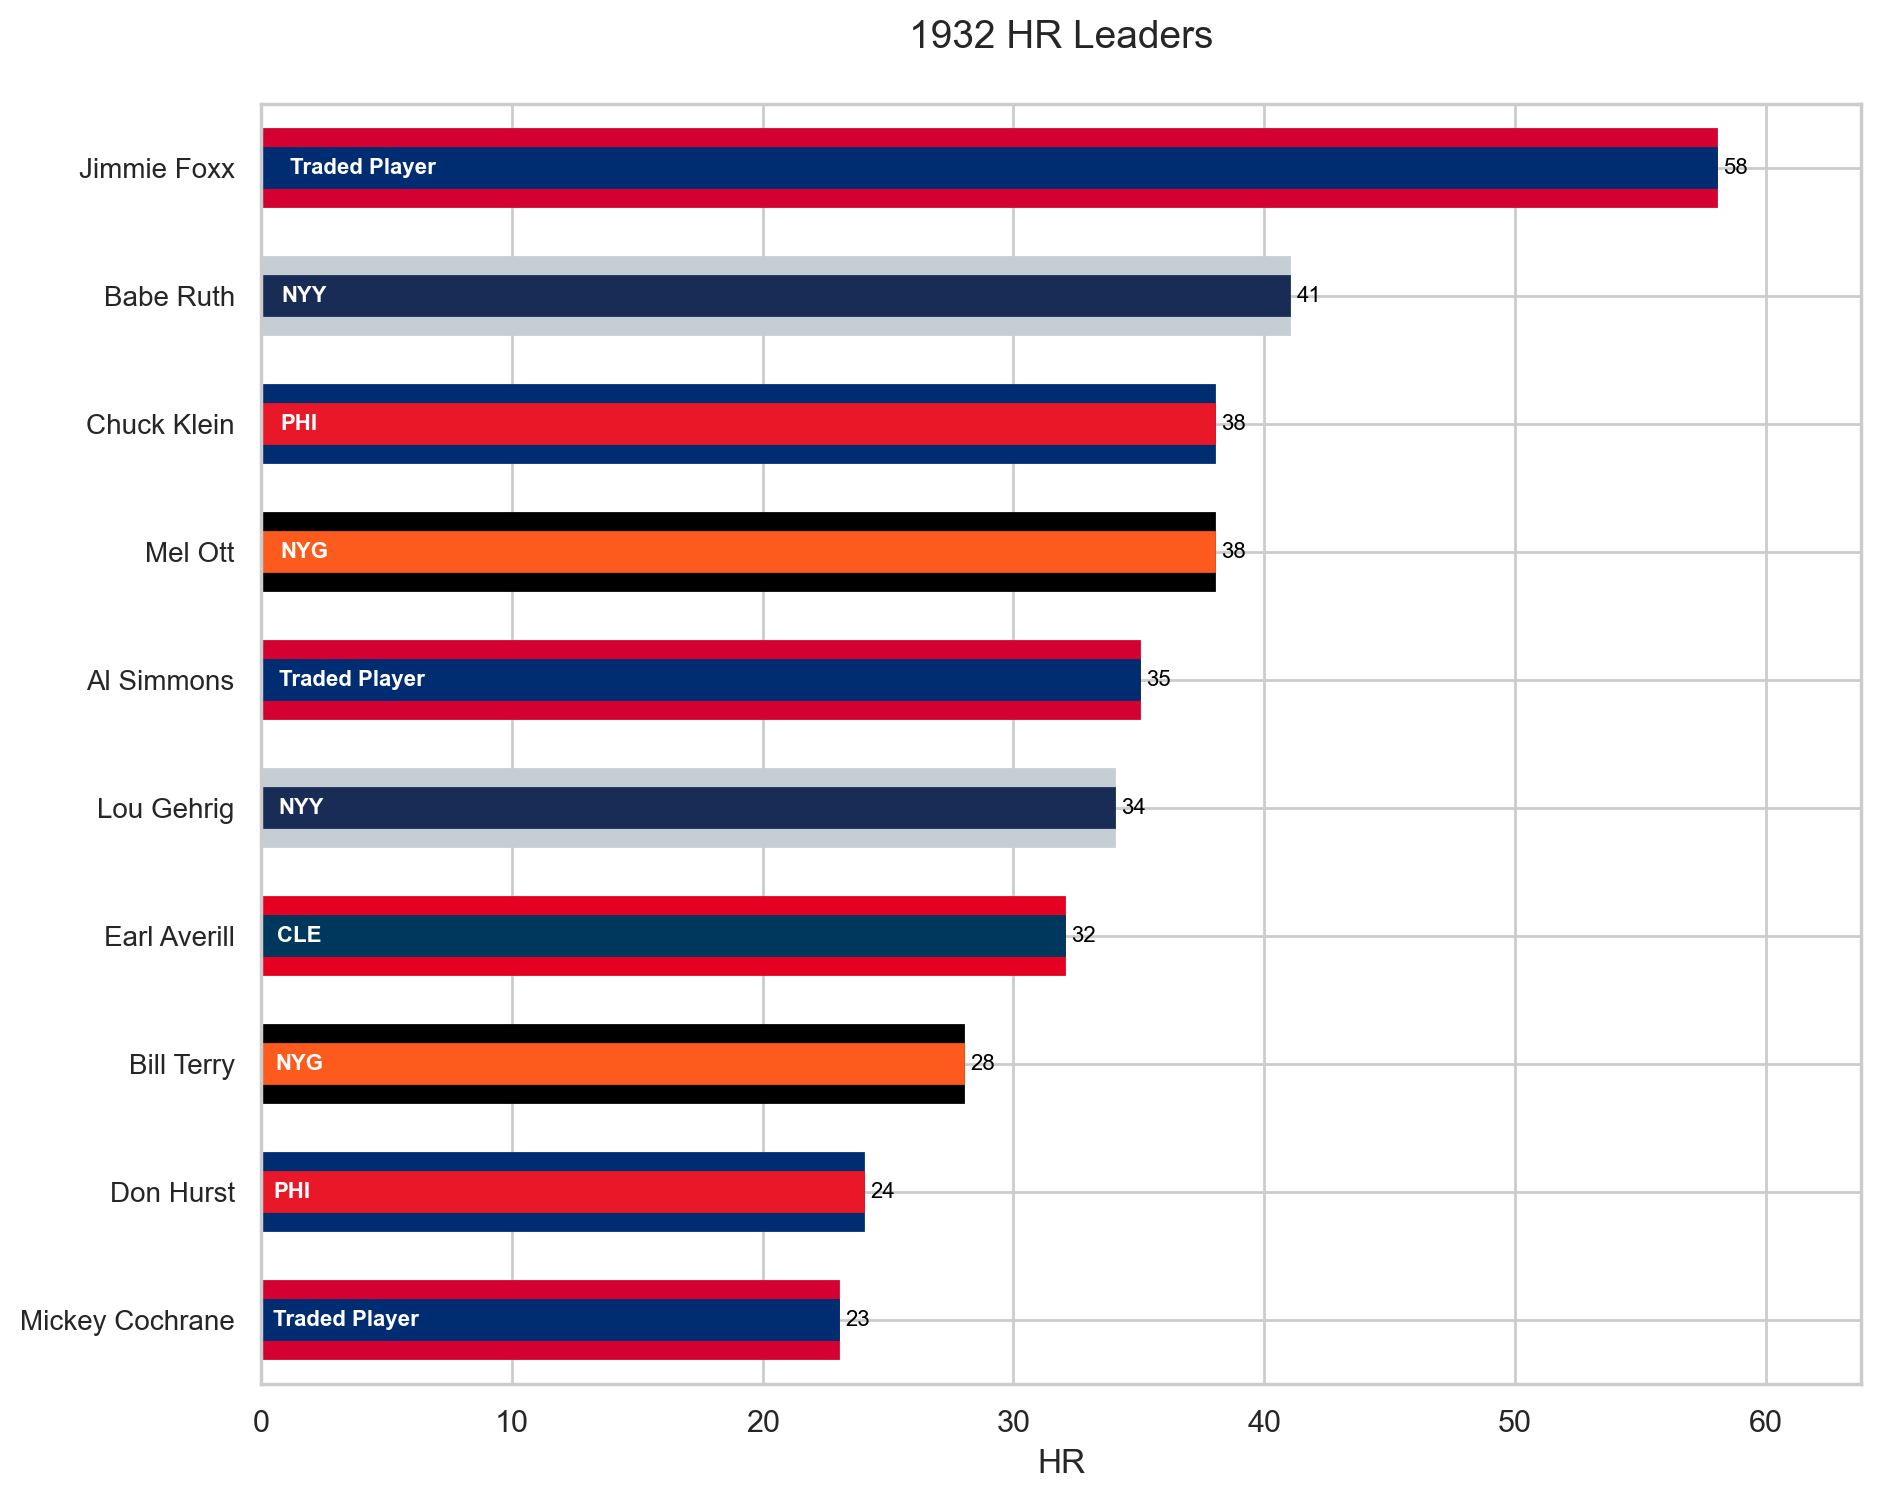 1932 HR Leaders
Jimmie Foxx Traded Player 58
Babe Ruth NYY 41
Chuck Klein PHI 38
Mel Ott NYG 38
Al Simmons Traded Player 35
Lou Gehrig NYY 34
Earl Averill CLE 32
Bill Terry NYG 28
Don Hurst PHI 24
Mickey Cochrane Traded Player 23
0 10 20 30 40 50 60
HR